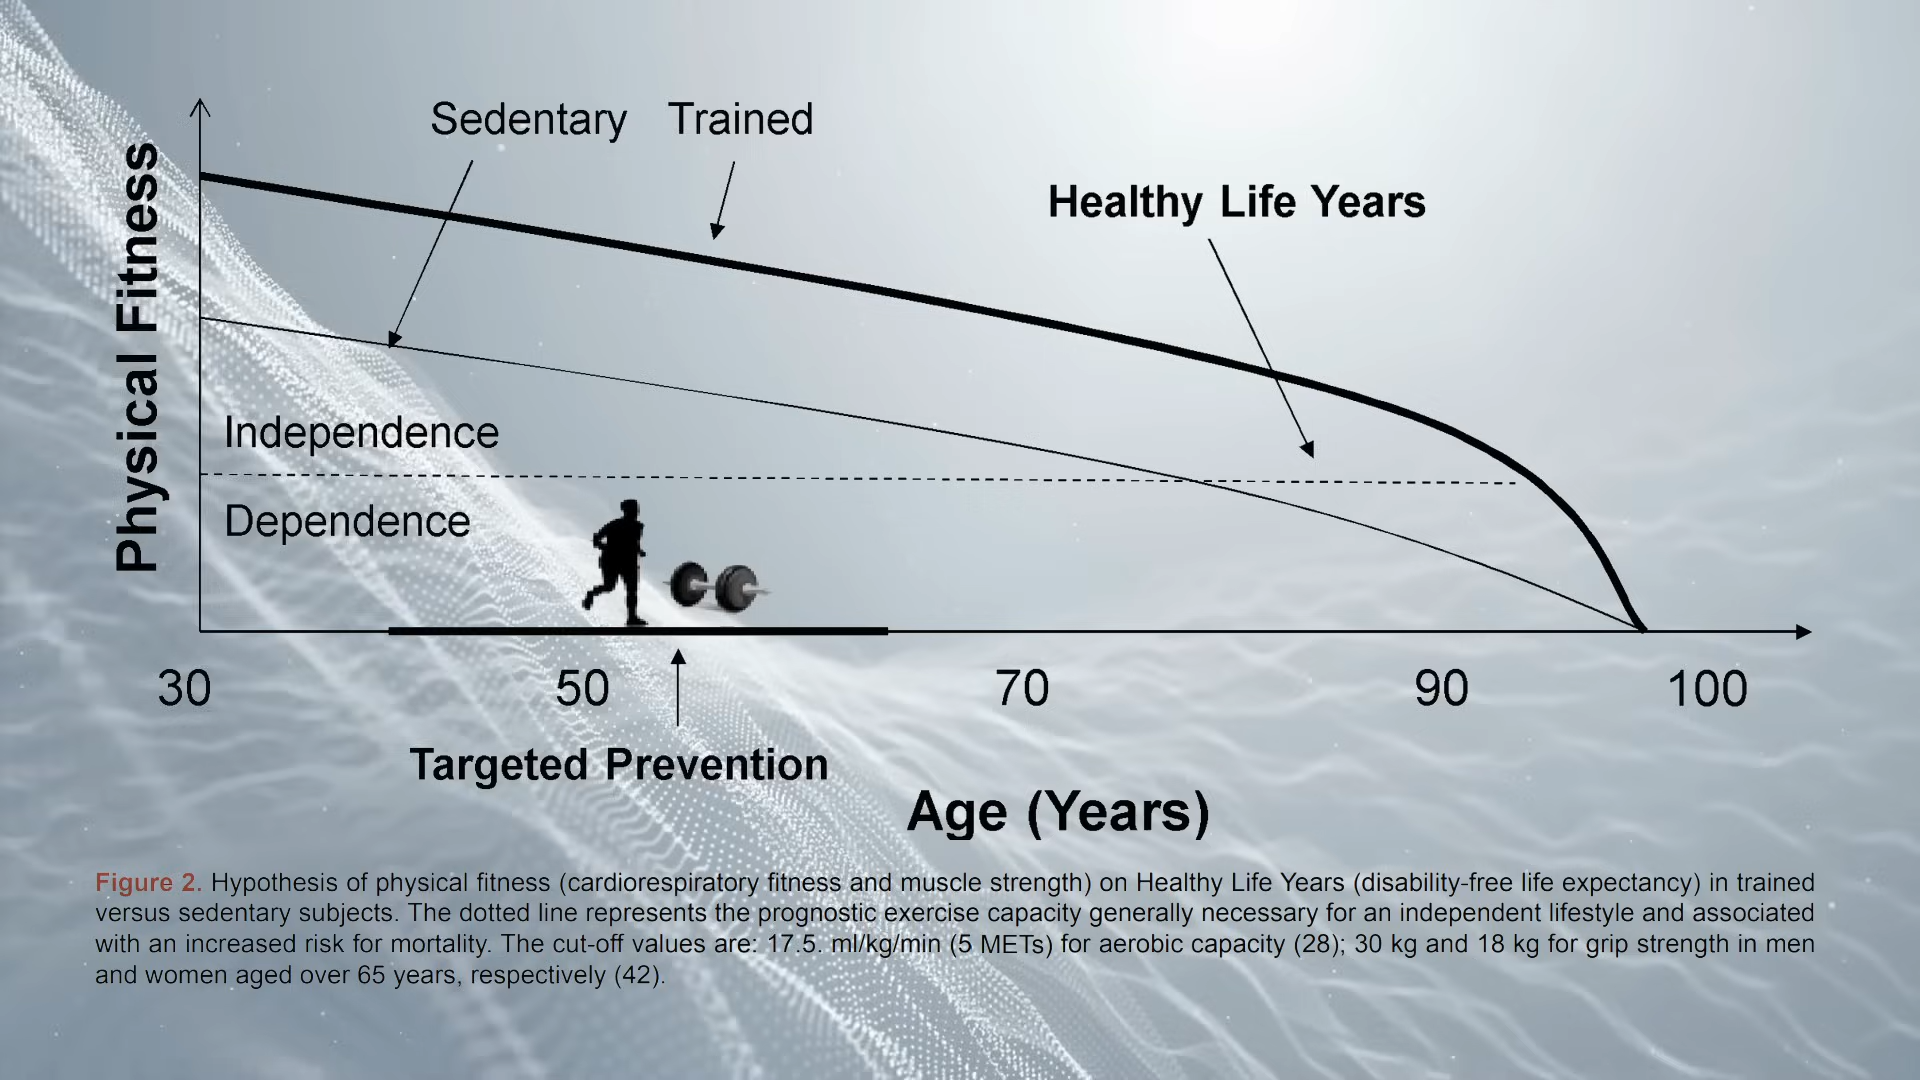 Sedentary Trained
Healthy Life Years
Physical Fitness
Independence
Dependence
30 50 70 90 100
Targeted Prevention
Age (Years)
Figure 2. Hypothesis of physical fitness (cardiorespiratory fitness and muscle strength) on Healthy Life Years (disability-free life expectancy) in trained
versus sedentary subjects. The dotted line represents the prognostic exercise capacity generally necessary for an independent lifestyle and associated
with an increased risk for mortality. The cut-off values are: 17.5. ml/kg/min (5 METs) for aerobic capacity (28); 30 kg and 18 kg for grip strength in men
and women aged over 65 years, respectively (42).